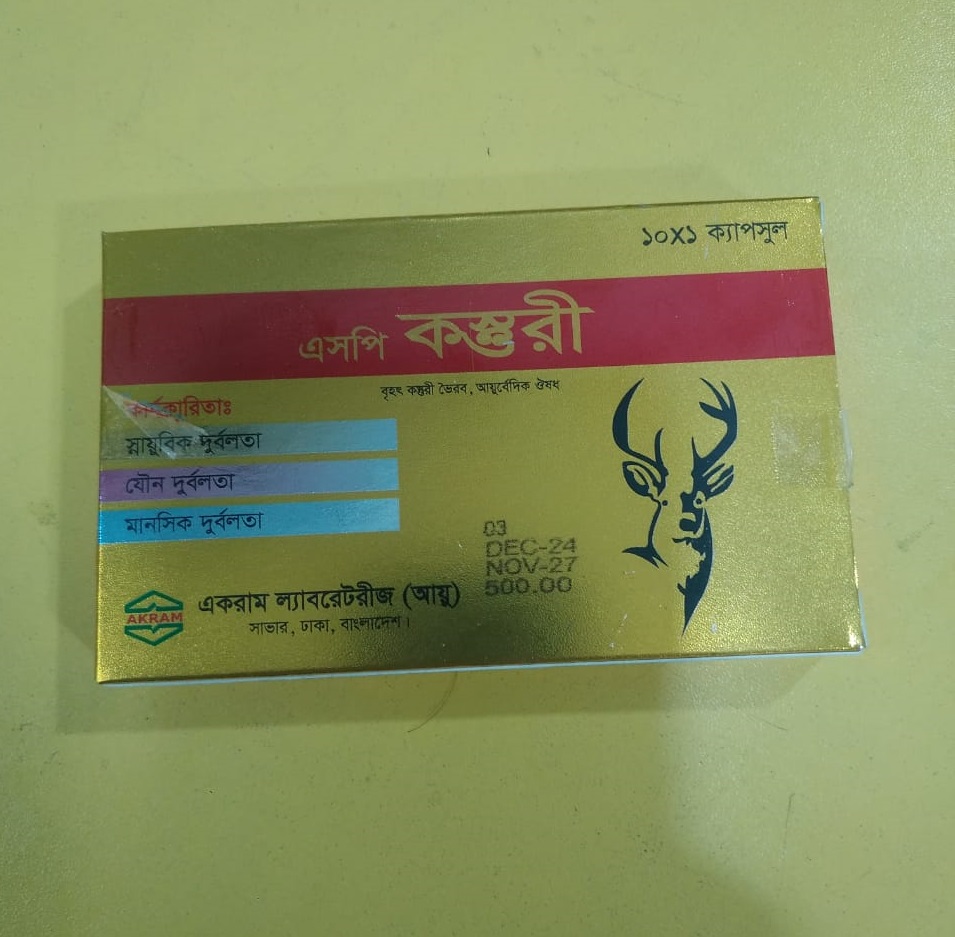 ১০X১ ক্যাপসুল
এসপি কস্তুরী
বৃহৎ কস্তুরী ভৈরব, আয়ুর্বেদিক ঔষধ
কার্যকারিতাঃ
স্নায়ুবিক দুর্বলতা
যৌন দুর্বলতা
মানসিক দুর্বলতা
03
DEC-24
NOV-27
500.00
AKRAM
একরাম ল্যাবরেটরীজ (আয়ু)
সাভার, ঢাকা, বাংলাদেশ।